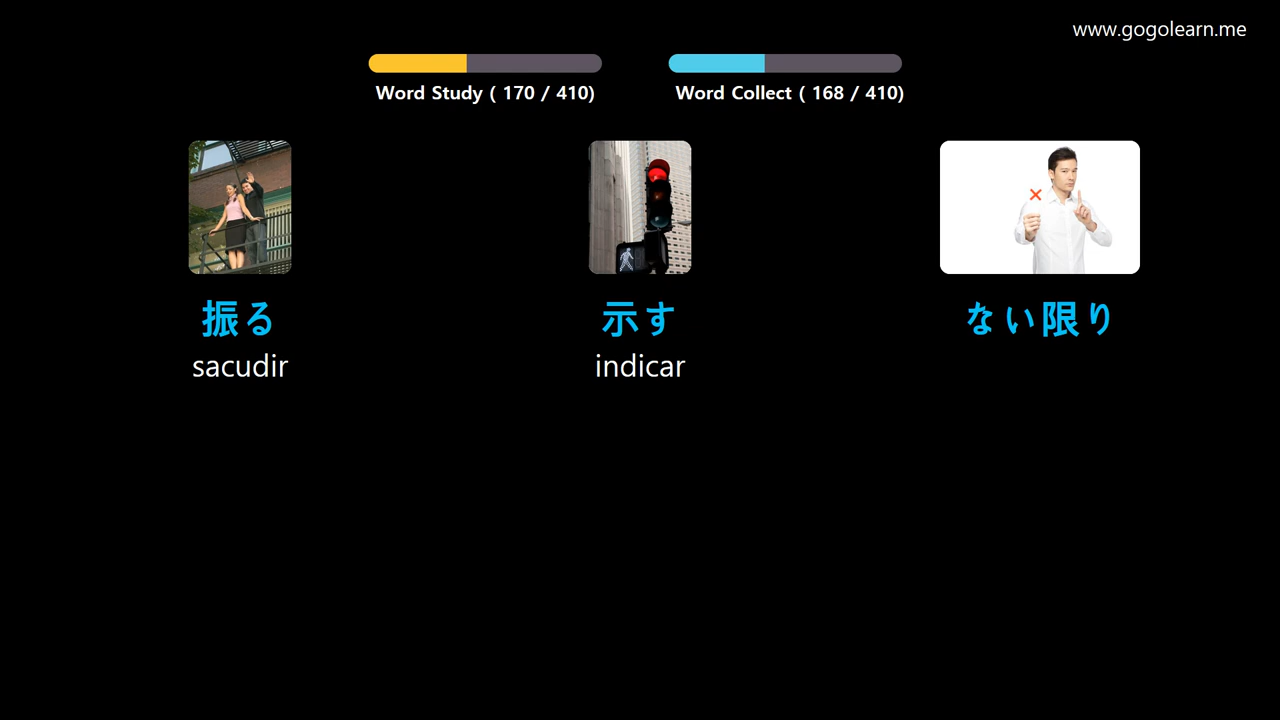 www.gogolearn.me
Word Study ( 170 / 410)
Word Collect ( 168 / 410)
振る
示す
ない限り
sacudir
indicar